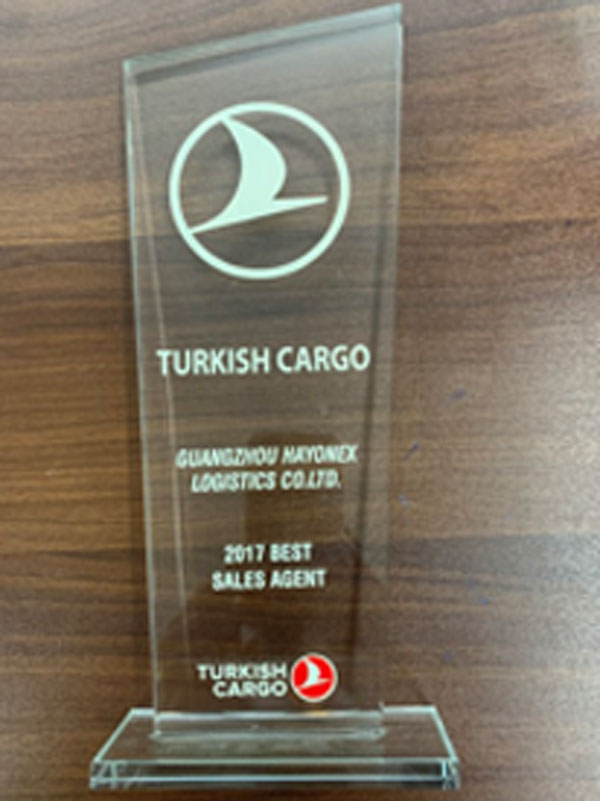 TURKISH CARGO
GUANGZHOU HAYONEX
LOGISTICS CO.LTD.
2017 BEST
SALES AGENT
TURKISH
CARGO